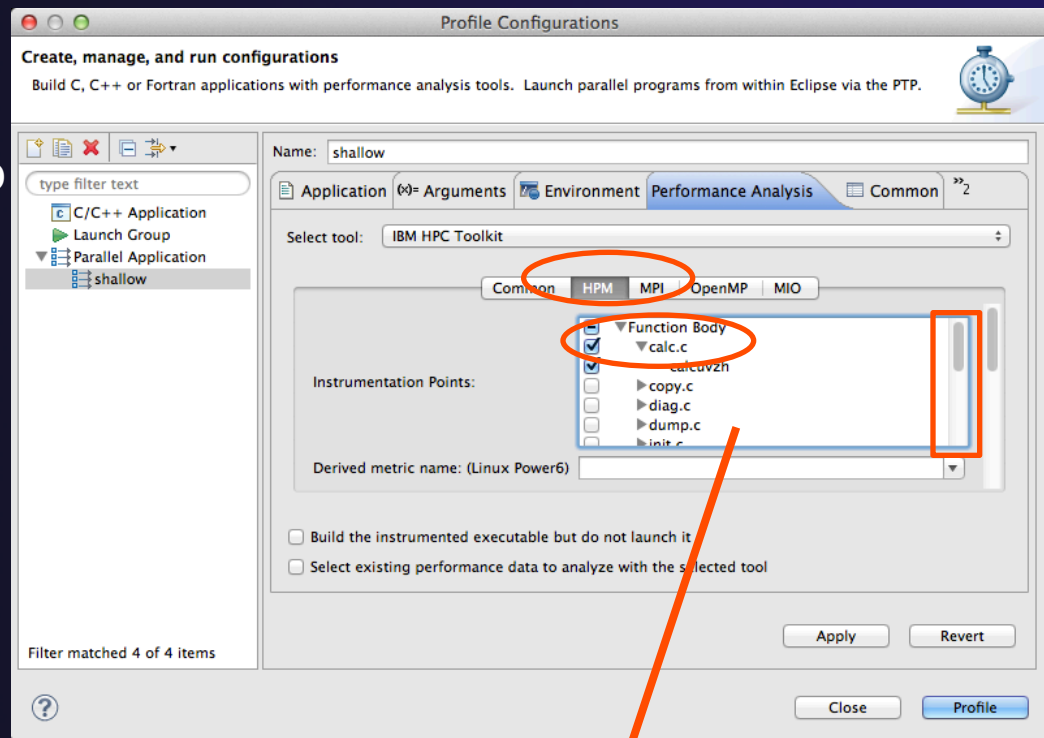 Profile Configurations
Create, manage, and run configurations
Build C, C++ or Fortran applications with performance analysis tools. Launch parallel programs from within Eclipse via the PTP.
type filter text
C/C++ Application
Launch Group
Parallel Application
shallow
Filter matched 4 of 4 items
Name: shallow
Application (x)= Arguments Environment Performance Analysis Common »2
Select tool: IBM HPC Toolkit
Common HPM MPI OpenMP MIO
Instrumentation Points:
Function Body
calc.c
calcuvzh
copy.c
diag.c
dump.c
init.c
Derived metric name: (Linux Power6)
Build the instrumented executable but do not launch it
Select existing performance data to analyze with the selected tool
Apply Revert
? Close Profile